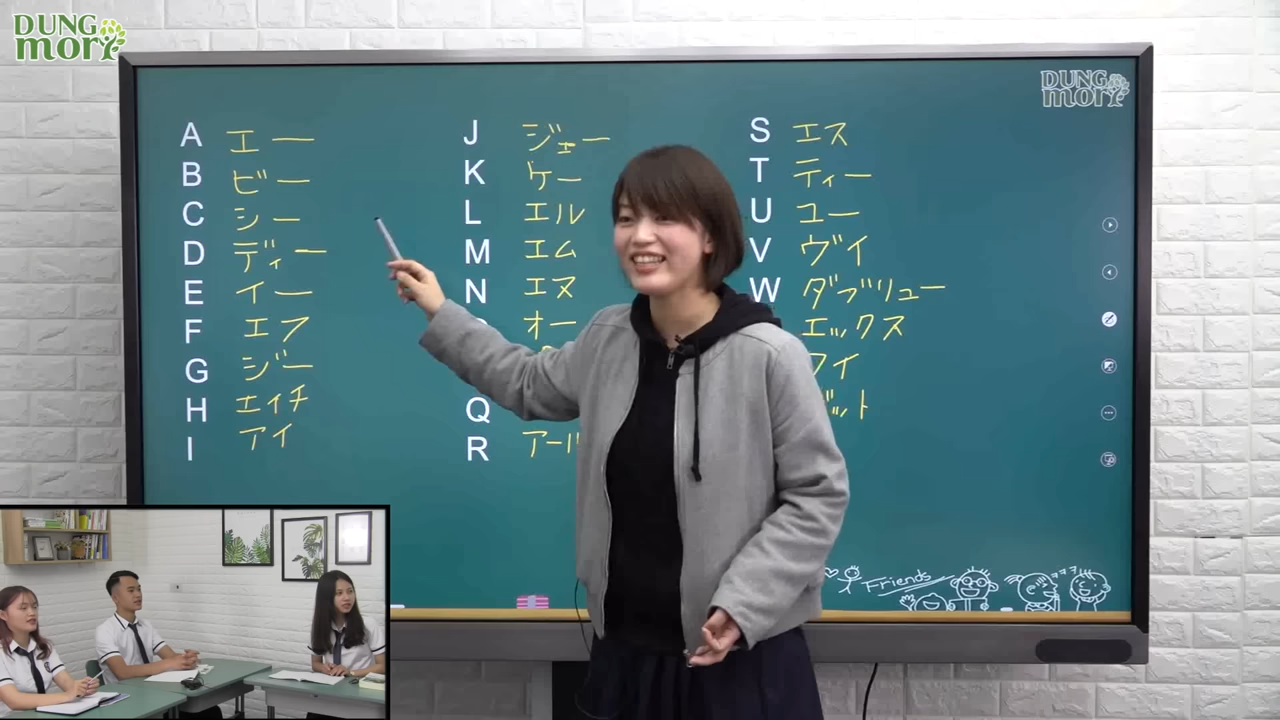 DUNG
mori
DUNG
mori
A エー
B ビー
C シー
D ディー
E イー
F エフ
G ジー
H エイチ
I アイ
J ジェー
K ケー
L エル
M エム
N エヌ
オー
Q
R アール
S エス
T ティー
U ユー
V ヴイ
W ダブリュー
エックス
ワイ
ゼット
Friends